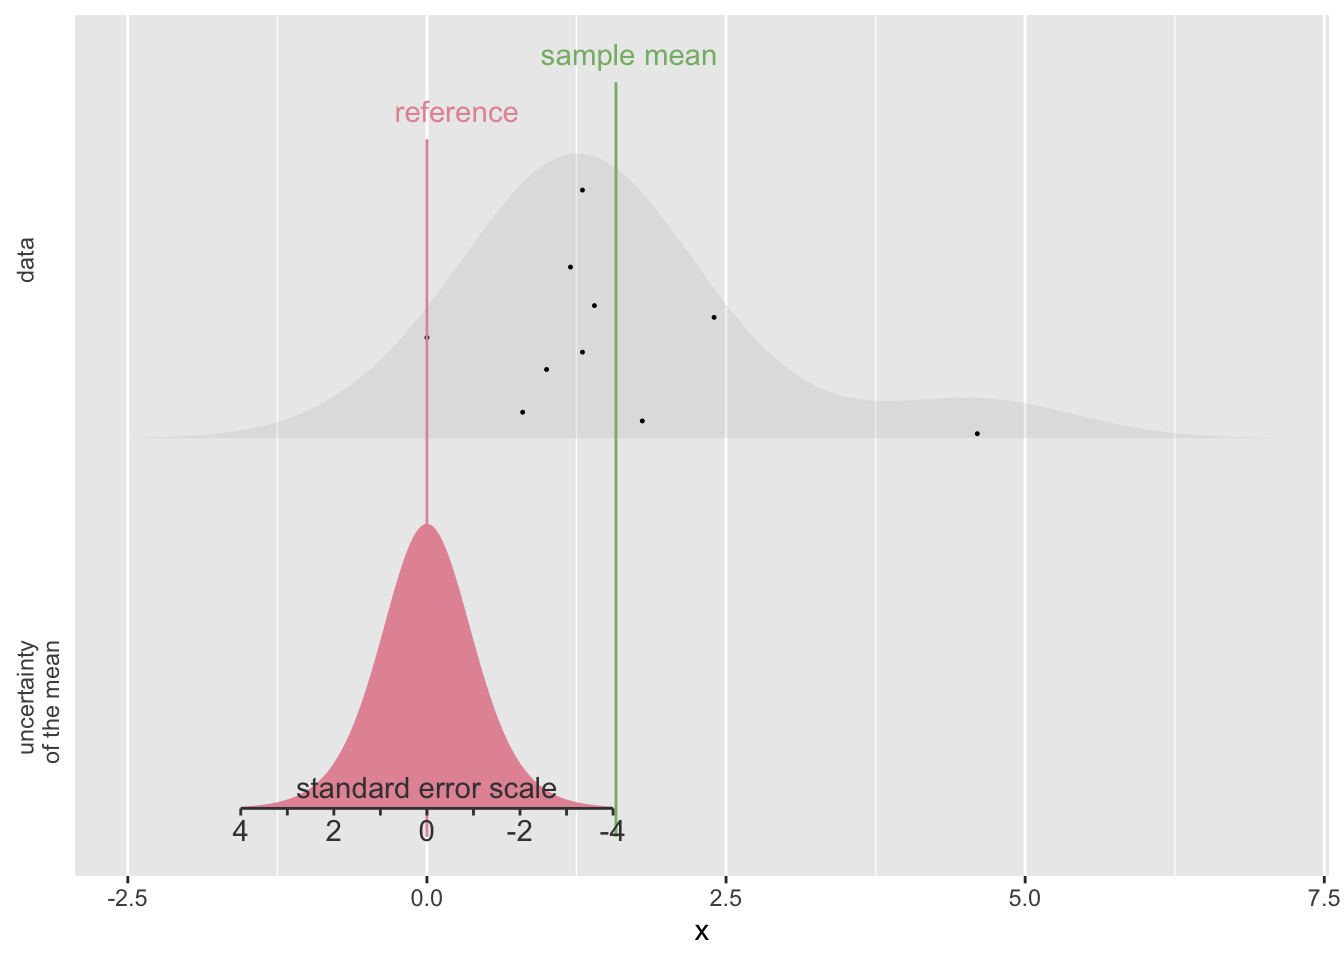 sample mean
reference
data
uncertainty
of the mean
standard error scale
4 2 0 -2 -4
-2.5 0.0 2.5 5.0 7.5
x